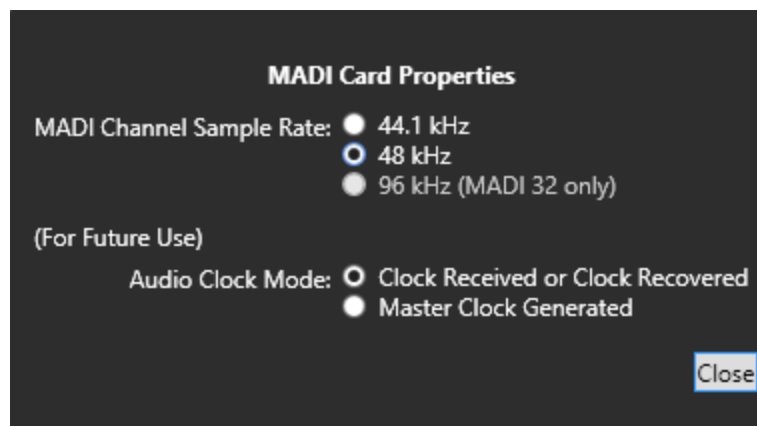 MADI Card Properties
MADI Channel Sample Rate: 44.1 kHz
48 kHz
96 kHz (MADI 32 only)
(For Future Use)
Audio Clock Mode: Clock Received or Clock Recovered
Master Clock Generated
Close